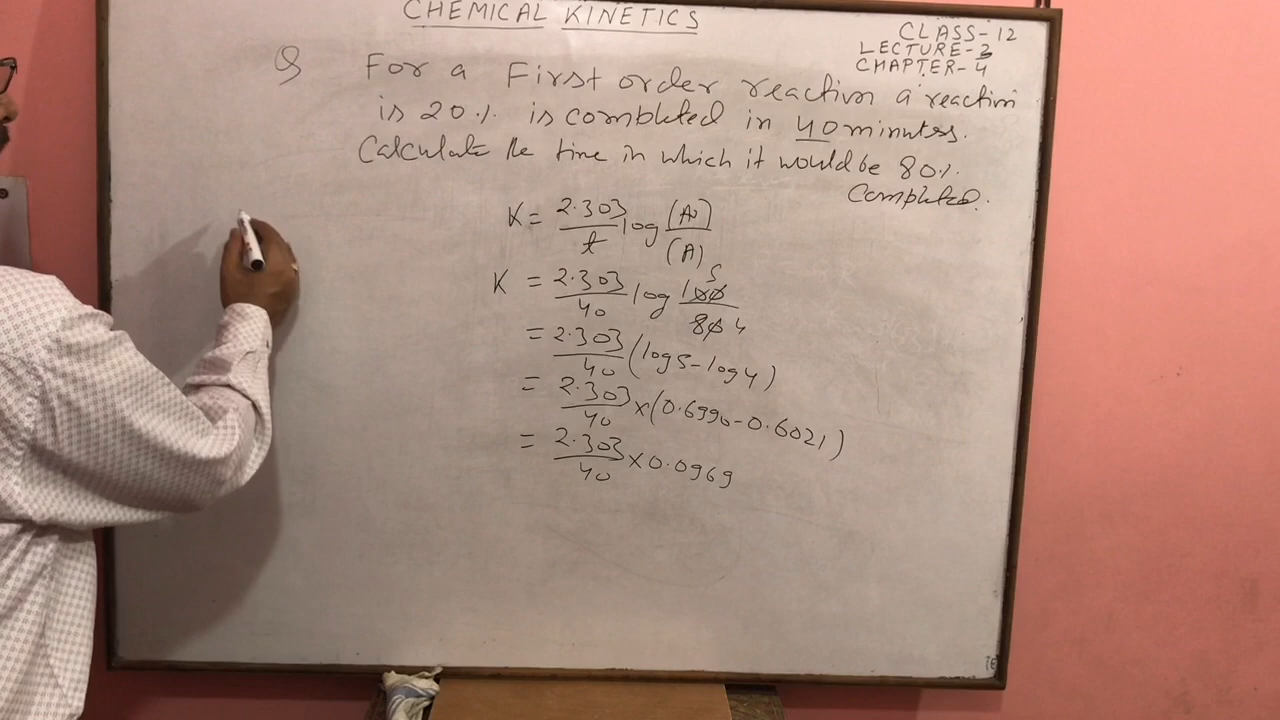 CHEMICAL KINETICS
CLASS-12
LECTURE-3
CHAPTER-4
Q For a First order reaction a reaction
is 20% is completed in 40 minutes.
Calculate the time in which it would be 80%
Completed.
K = 2.303/t log (A0)/(A)
K = 2.303/40 log 100/80 5 4
= 2.303/40 (log5-log4)
= 2.303/40 × (0.6990-0.6021)
= 2.303/40 × 0.0969